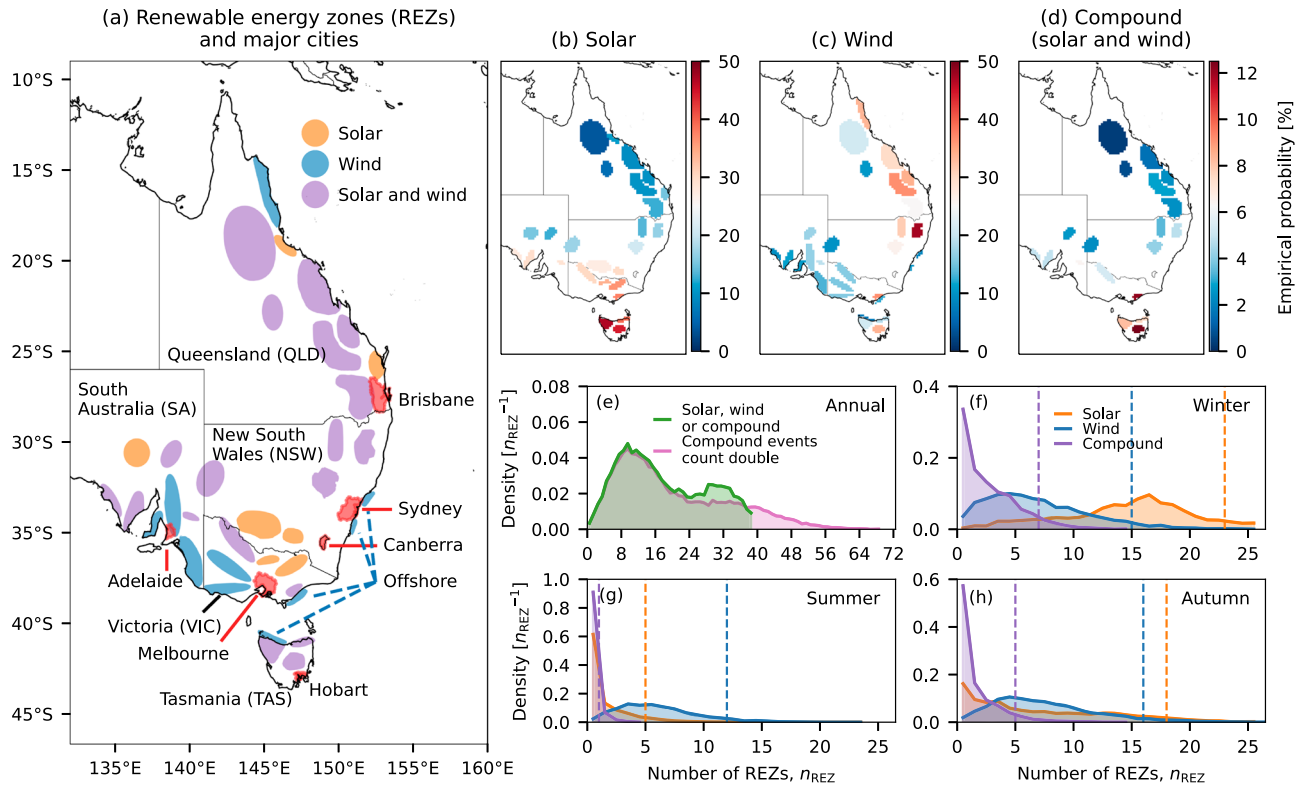 (a) Renewable energy zones (REZs)
and major cities
10°S
15°S
20°S
25°S
30°S
35°S
40°S
45°S
135°E 140°E 145°E 150°E 155°E 160°E
Solar
Wind
Solar and wind
Queensland (QLD)
South
Australia (SA)
New South
Wales (NSW)
Brisbane
Sydney
Canberra
Adelaide
Offshore
Victoria (VIC)
Melbourne
Tasmania (TAS)
Hobart
(b) Solar
50
40
30
20
10
0
(c) Wind
50
40
30
20
10
0
(d) Compound
(solar and wind)
12
10
8
6
4
2
0
Empirical probability [%]
(e)
Annual
Solar, wind
or compound
Compound events
count double
Density [n_REZ⁻¹]
0.08
0.06
0.04
0.02
0.00
0 8 16 24 32 40 48 56 64 72
(f)
Winter
Solar
Wind
Compound
0.4
0.2
0.0
0 5 10 15 20 25
(g)
Summer
Density [n_REZ⁻¹]
1.0
0.8
0.6
0.4
0.2
0.0
0 5 10 15 20 25
Number of REZs, n_REZ
(h)
Autumn
0.6
0.4
0.2
0.0
0 5 10 15 20 25
Number of REZs, n_REZ